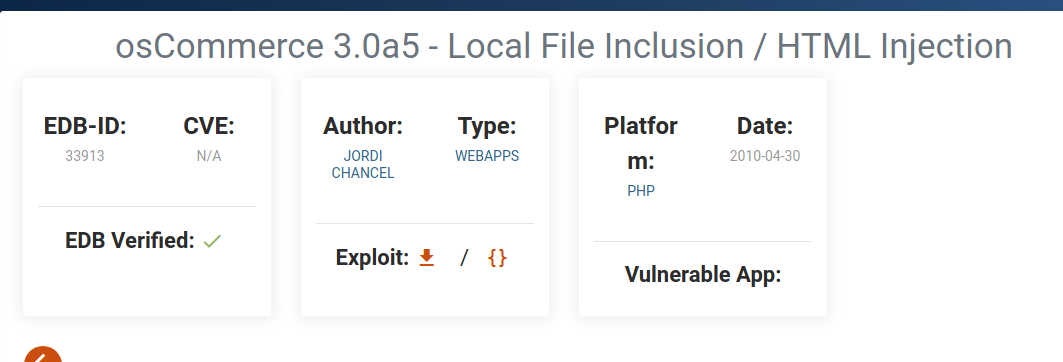 osCommerce 3.0a5 - Local File Inclusion / HTML Injection
EDB-ID:
33913
CVE:
N/A
EDB Verified:
Author:
JORDI
CHANCEL
Type:
WEBAPPS
Exploit: / {}
Platfor
m:
PHP
Date:
2010-04-30
Vulnerable App: